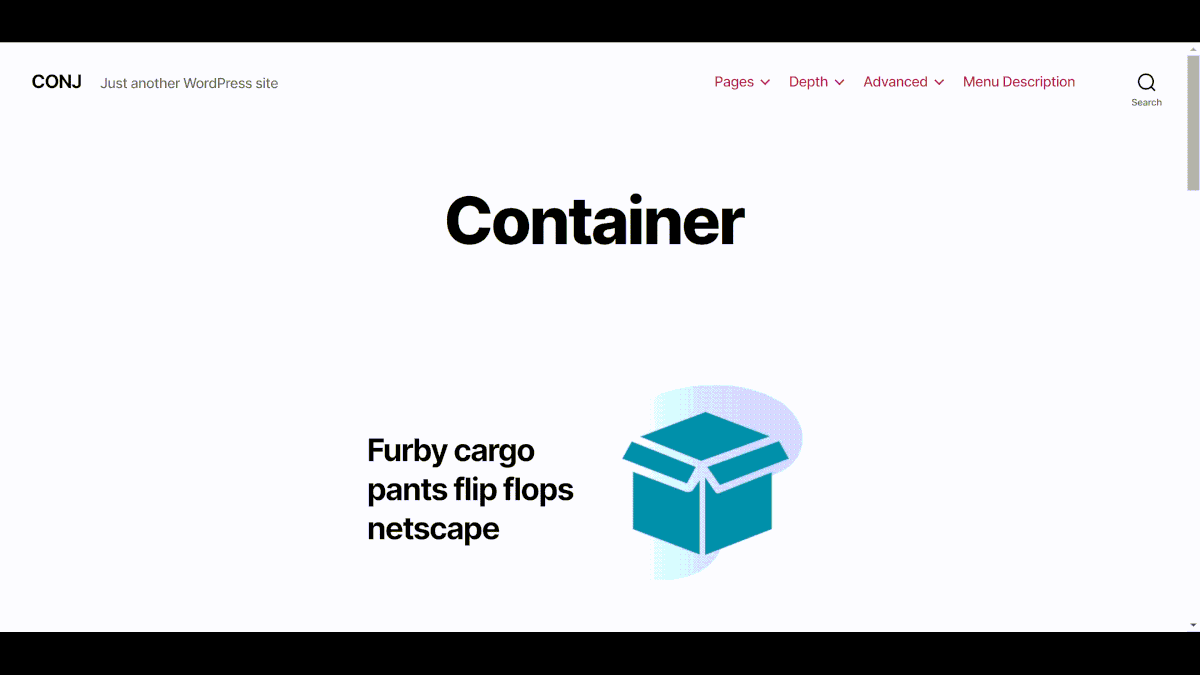 CONJ
Just another WordPress site
Pages
Depth
Advanced
Menu Description
Search
Container
Furby cargo
pants flip flops
netscape